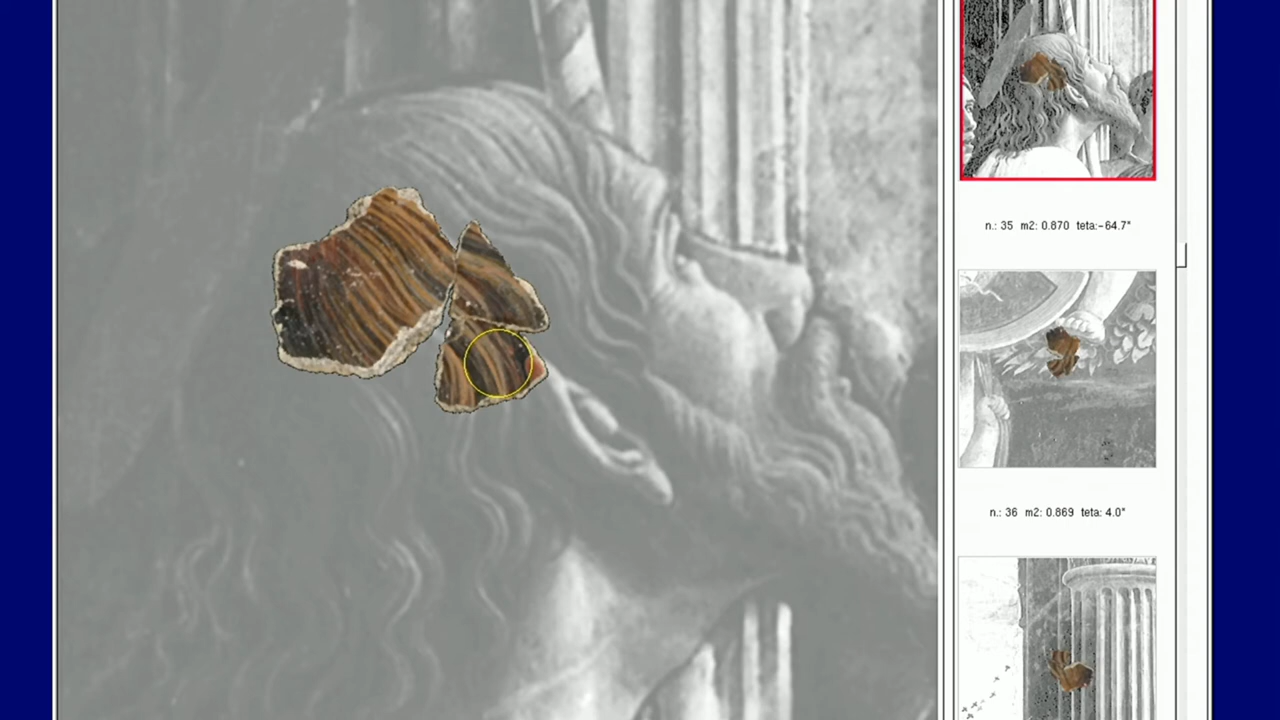 n.: 35 m2: 0.870 teta:-64.7°
n.: 36 m2: 0.869 teta: 4.0°